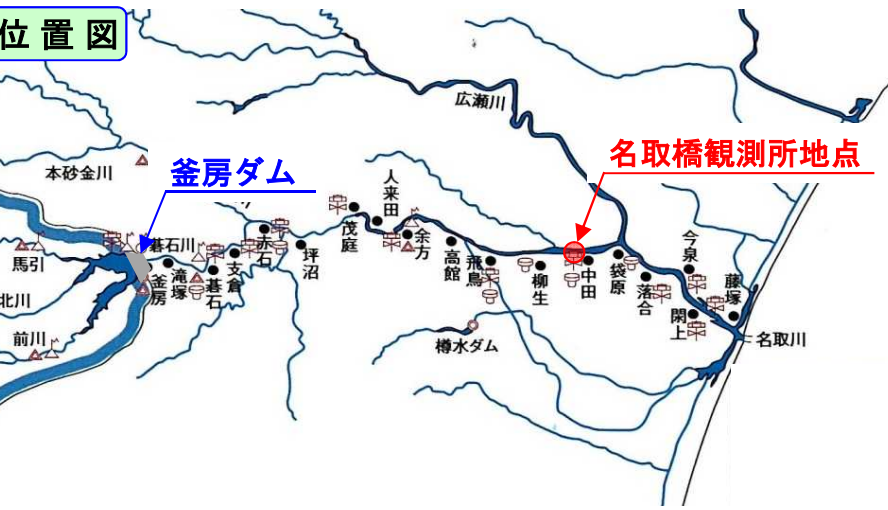 位置図
広瀬川
名取橋観測所地点
本砂金川
釜房ダム
人来田
茂庭
碁石川
赤石
余方
今泉
馬引
支倉
坪沼
高館
飛鳥
柳生
中田
袋原
藤塚
滝塚
碁石
釜房
落合
閖上
北川
前川
樽水ダム
名取川